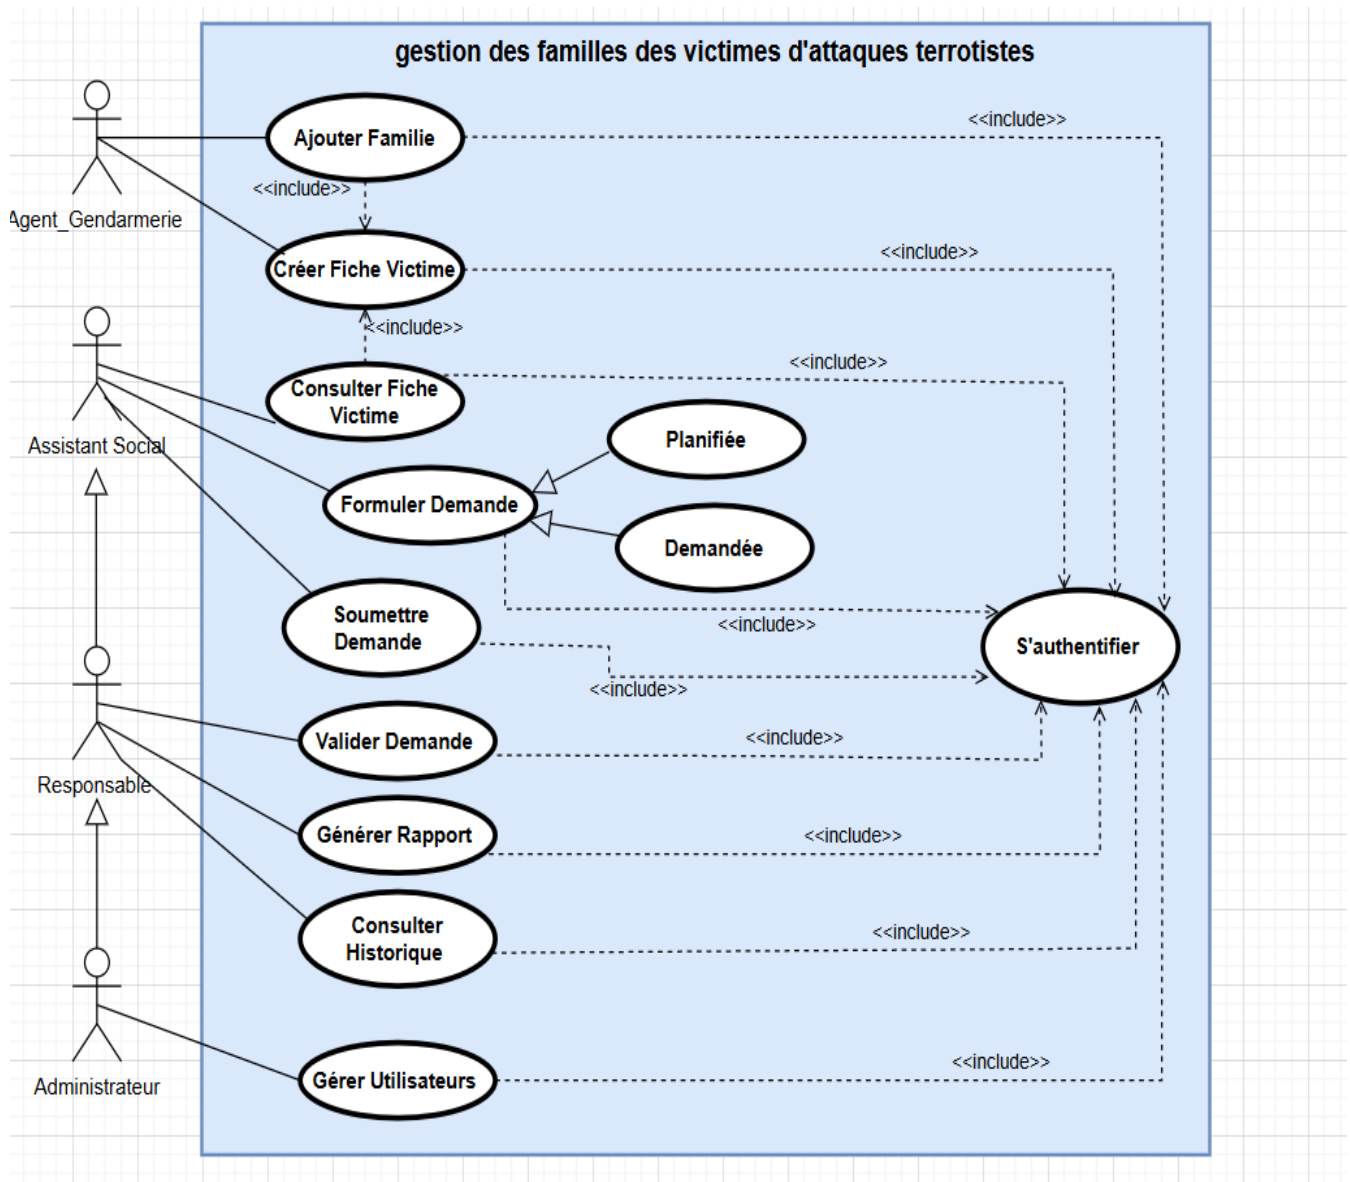 gestion des familles des victimes d'attaques terrotistes
Ajouter Familie
<<include>>
<<include>>
Agent_Gendarmerie
Créer Fiche Victime
<<include>>
<<include>>
Consulter Fiche
Victime
<<include>>
Assistant Social
Planifiée
Formuler Demande
Demandée
Soumettre
Demande
<<include>>
S'authentifier
<<include>>
Valider Demande
<<include>>
Responsable
Générer Rapport
<<include>>
Consulter
Historique
<<include>>
Administrateur
Gérer Utilisateurs
<<include>>